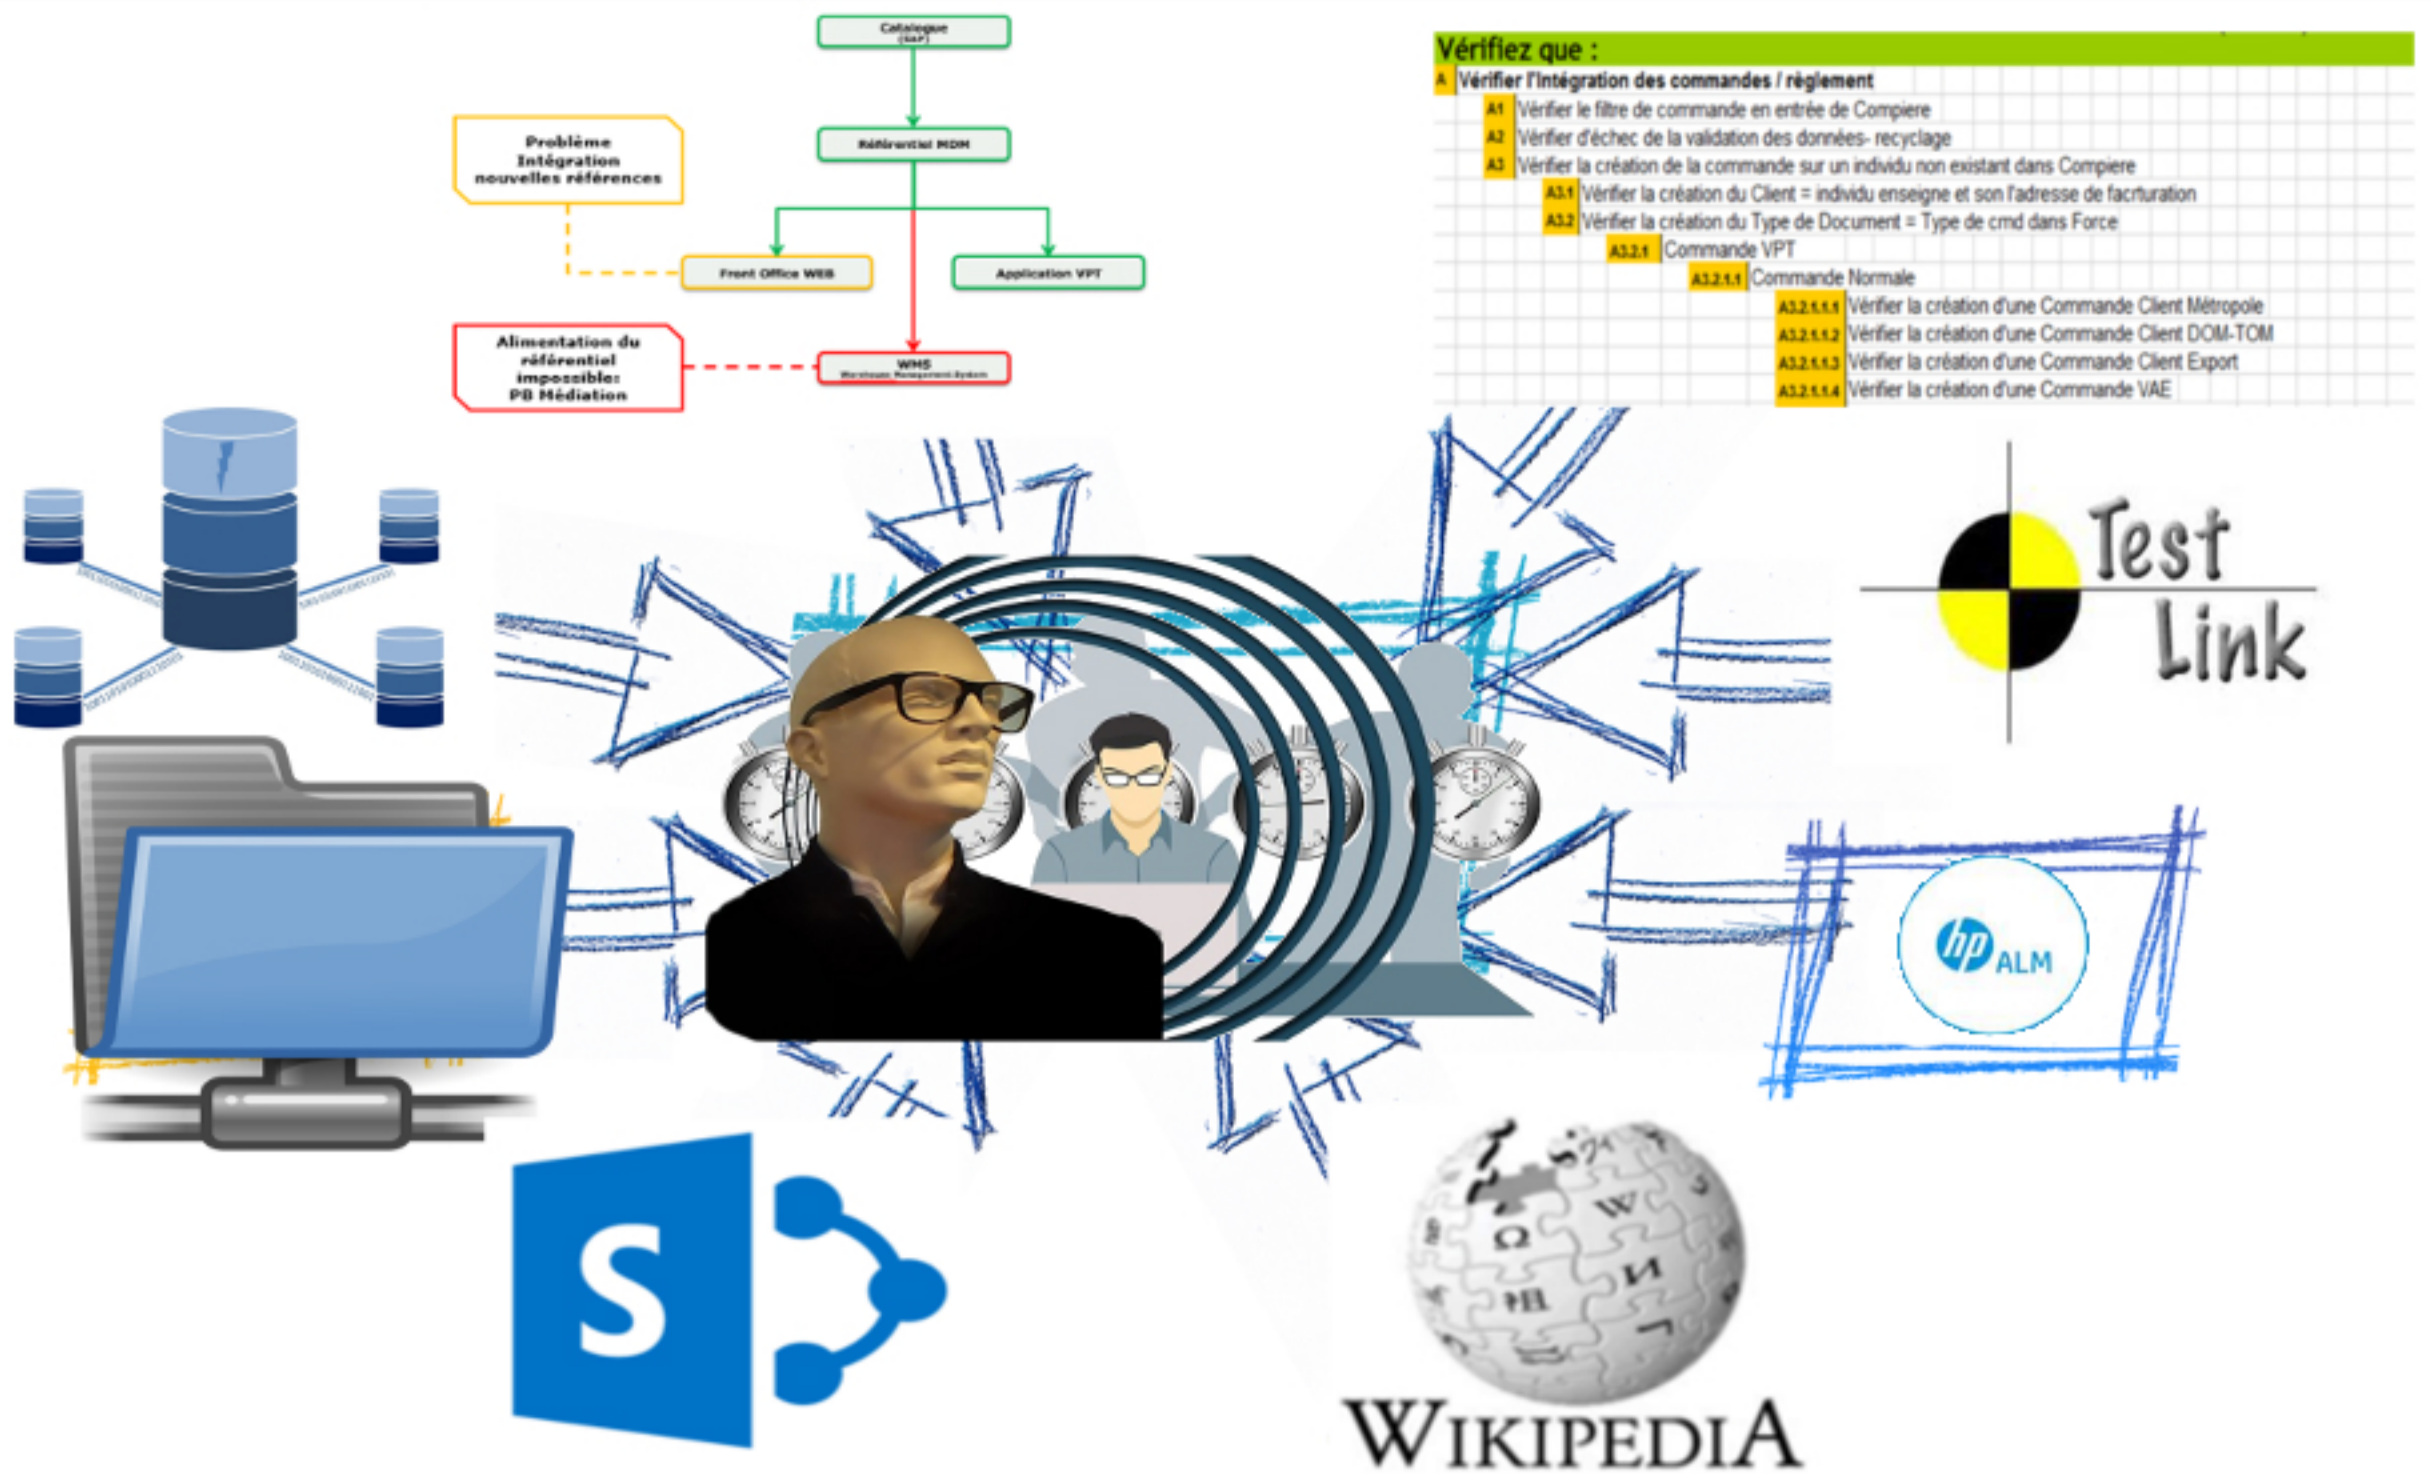 Catalogue
(SAP)
Référentiel MDM
Problème
Intégration
nouvelles références
Front Office WEB
Application VPT
Alimentation du
référentiel
impossible:
PB Médiation
WMS
Warehouse Management System
Vérifiez que :
A Vérifier l'Intégration des commandes / règlement
A1 Vérifier le filtre de commande en entrée de Compiere
A2 Vérifier d'échec de la validation des données- recyclage
A3 Vérifier la création de la commande sur un individu non existant dans Compiere
A3.1 Vérifier la création du Client = individu enseigne et son l'adresse de facrturation
A3.2 Vérifier la création du Type de Document = Type de cmd dans Force
A3.2.1 Commande VPT
A3.2.1.1 Commande Normale
A3.2.1.1.1 Vérifier la création d'une Commande Client Métropole
A3.2.1.1.2 Vérifier la création d'une Commande Client DOM-TOM
A3.2.1.1.3 Vérifier la création d'une Commande Client Export
A3.2.1.1.4 Vérifier la création d'une Commande VAE
Test
Link
hp ALM
S
Ω W
И
WIKIPEDIA